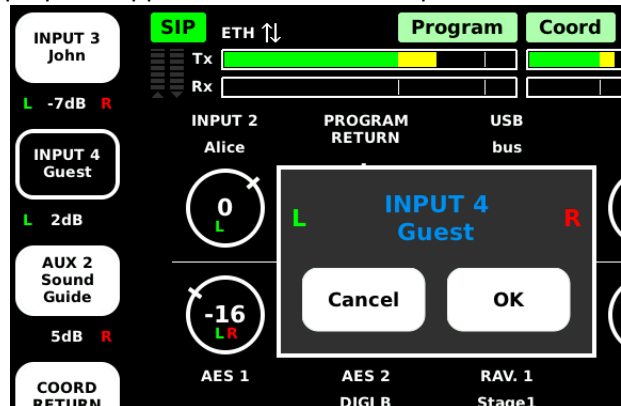 INPUT 3
John
L -7dB R
INPUT 4
Guest
L 2dB
AUX 2
Sound
Guide
5dB R
COORD
RETURN
SIP ETH Program Coord
Tx
Rx
INPUT 2
Alice
PROGRAM
RETURN
USB
bus
0
L
-16
LR
L INPUT 4 R
Guest
Cancel OK
AES 1
AES 2
DIGI B
RAV. 1
Stage1